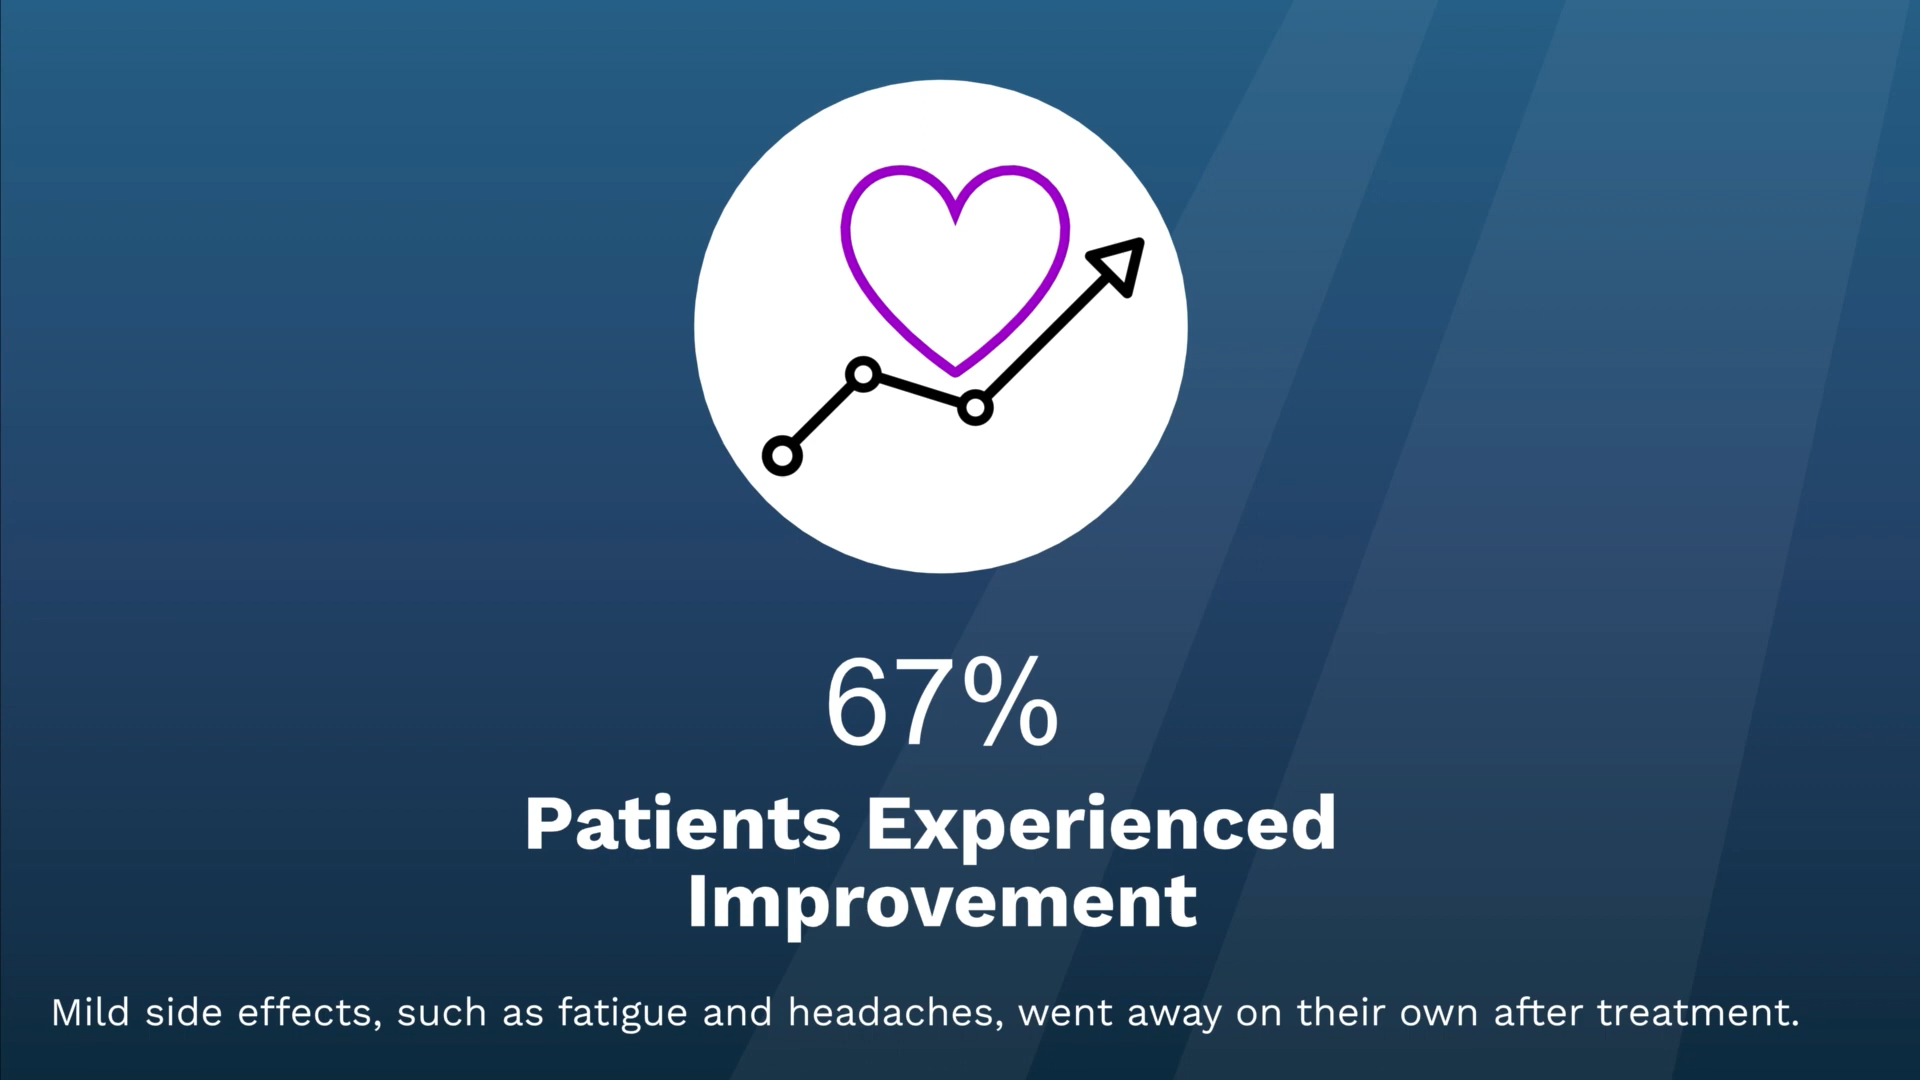 67%
Patients Experienced
Improvement
Mild side effects, such as fatigue and headaches, went away on their own after treatment.